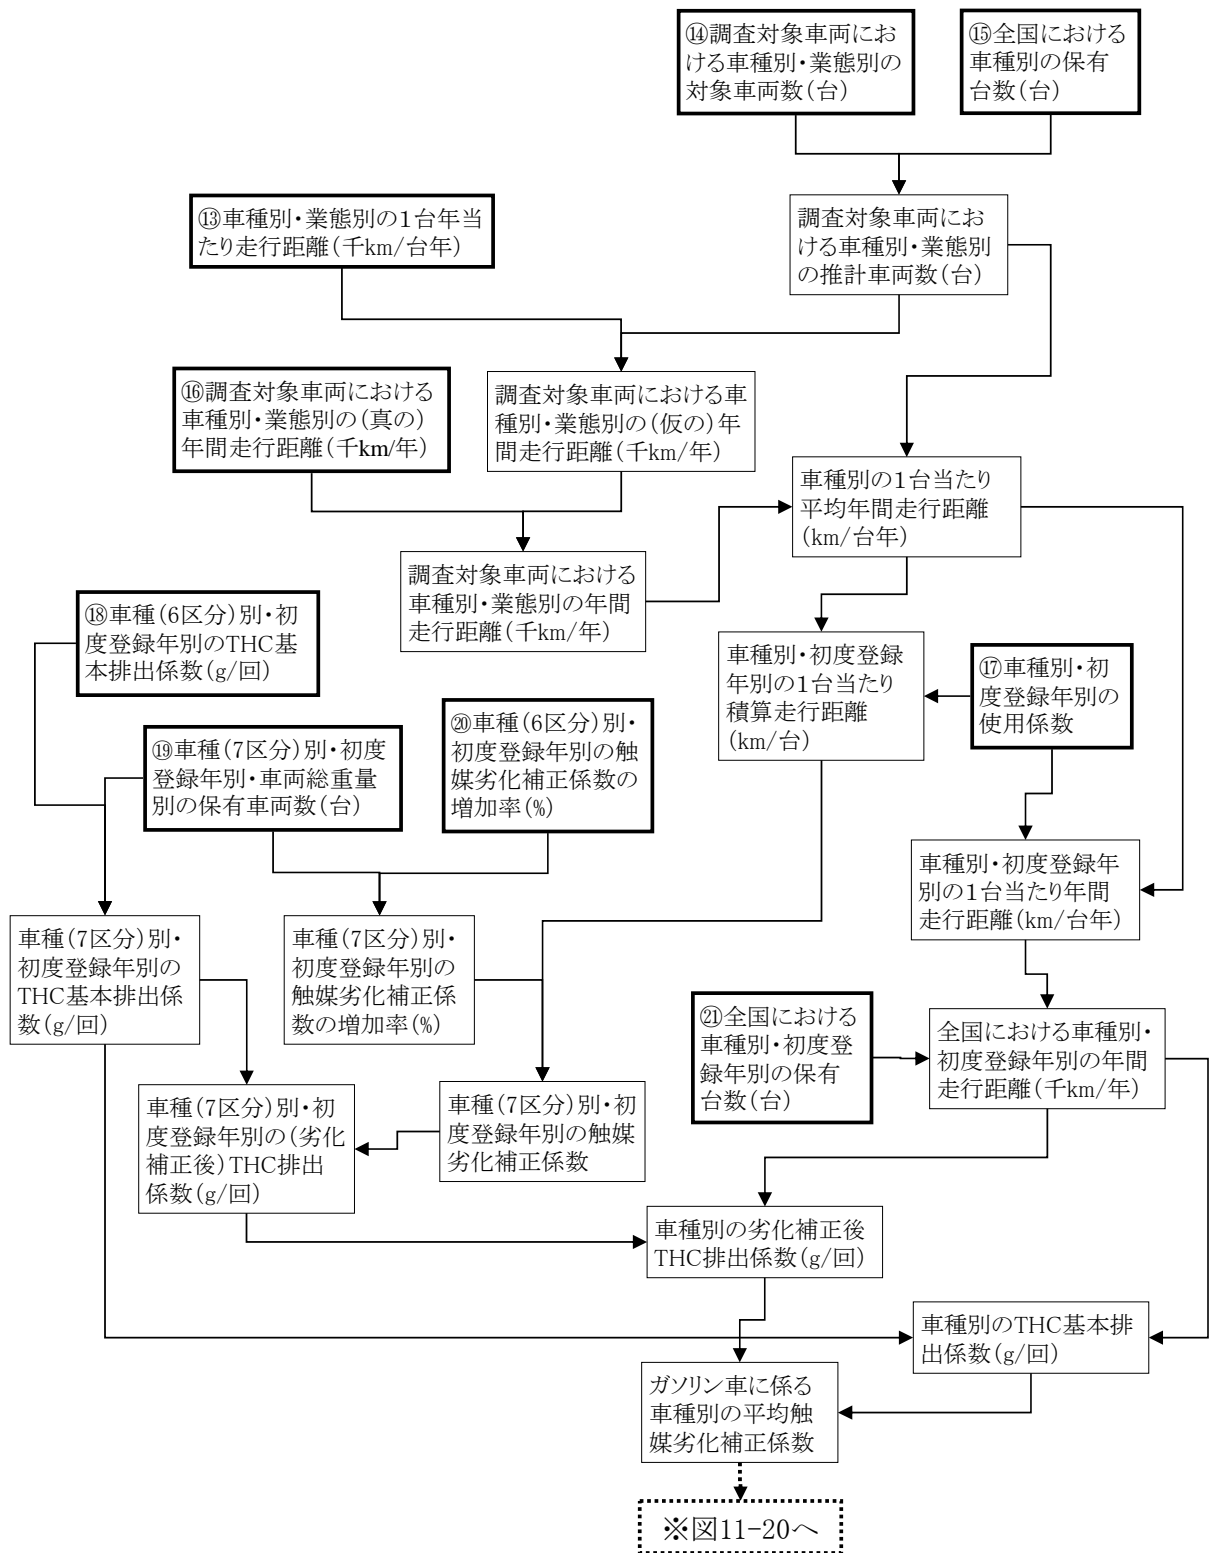 ⑭調査対象車両にお
ける車種別・業態別の
対象車両数(台)
⑮全国における
車種別の保有
台数(台)
⑬車種別・業態別の1台年当
たり走行距離(千km/台年)
調査対象車両にお
ける車種別・業態別
の推計車両数(台)
⑯調査対象車両における
車種別・業態別の(真の)
年間走行距離(千km/年)
調査対象車両における車
種別・業態別の(仮の)年
間走行距離(千km/年)
車種別の1台当たり
平均年間走行距離
(km/台年)
調査対象車両における
車種別・業態別の年間
走行距離(千km/年)
⑱車種(6区分)別・初
度登録年別のTHC基
本排出係数(g/回)
車種別・初度登録
年別の1台当たり
積算走行距離
(km/台)
⑰車種別・初
度登録年別の
使用係数
⑲車種(7区分)別・初度
登録年別・車両総重量
別の保有車両数(台)
⑳車種(6区分)別・
初度登録年別の触
媒劣化補正係数の
増加率(%)
車種別・初度登録年
別の1台当たり年間
走行距離(km/台年)
車種(7区分)別・
初度登録年別の
THC基本排出係
数(g/回)
車種(7区分)別・
初度登録年別の
触媒劣化補正係
数の増加率(%)
㉑全国における
車種別・初度登
録年別の保有
台数(台)
全国における車種別・
初度登録年別の年間
走行距離(千km/年)
車種(7区分)別・初
度登録年別の(劣化
補正後)THC排出
係数(g/回)
車種(7区分)別・初
度登録年別の触媒
劣化補正係数
車種別の劣化補正後
THC排出係数(g/回)
車種別のTHC基本排
出係数(g/回)
ガソリン車に係る
車種別の平均触
媒劣化補正係数
※図11-20へ